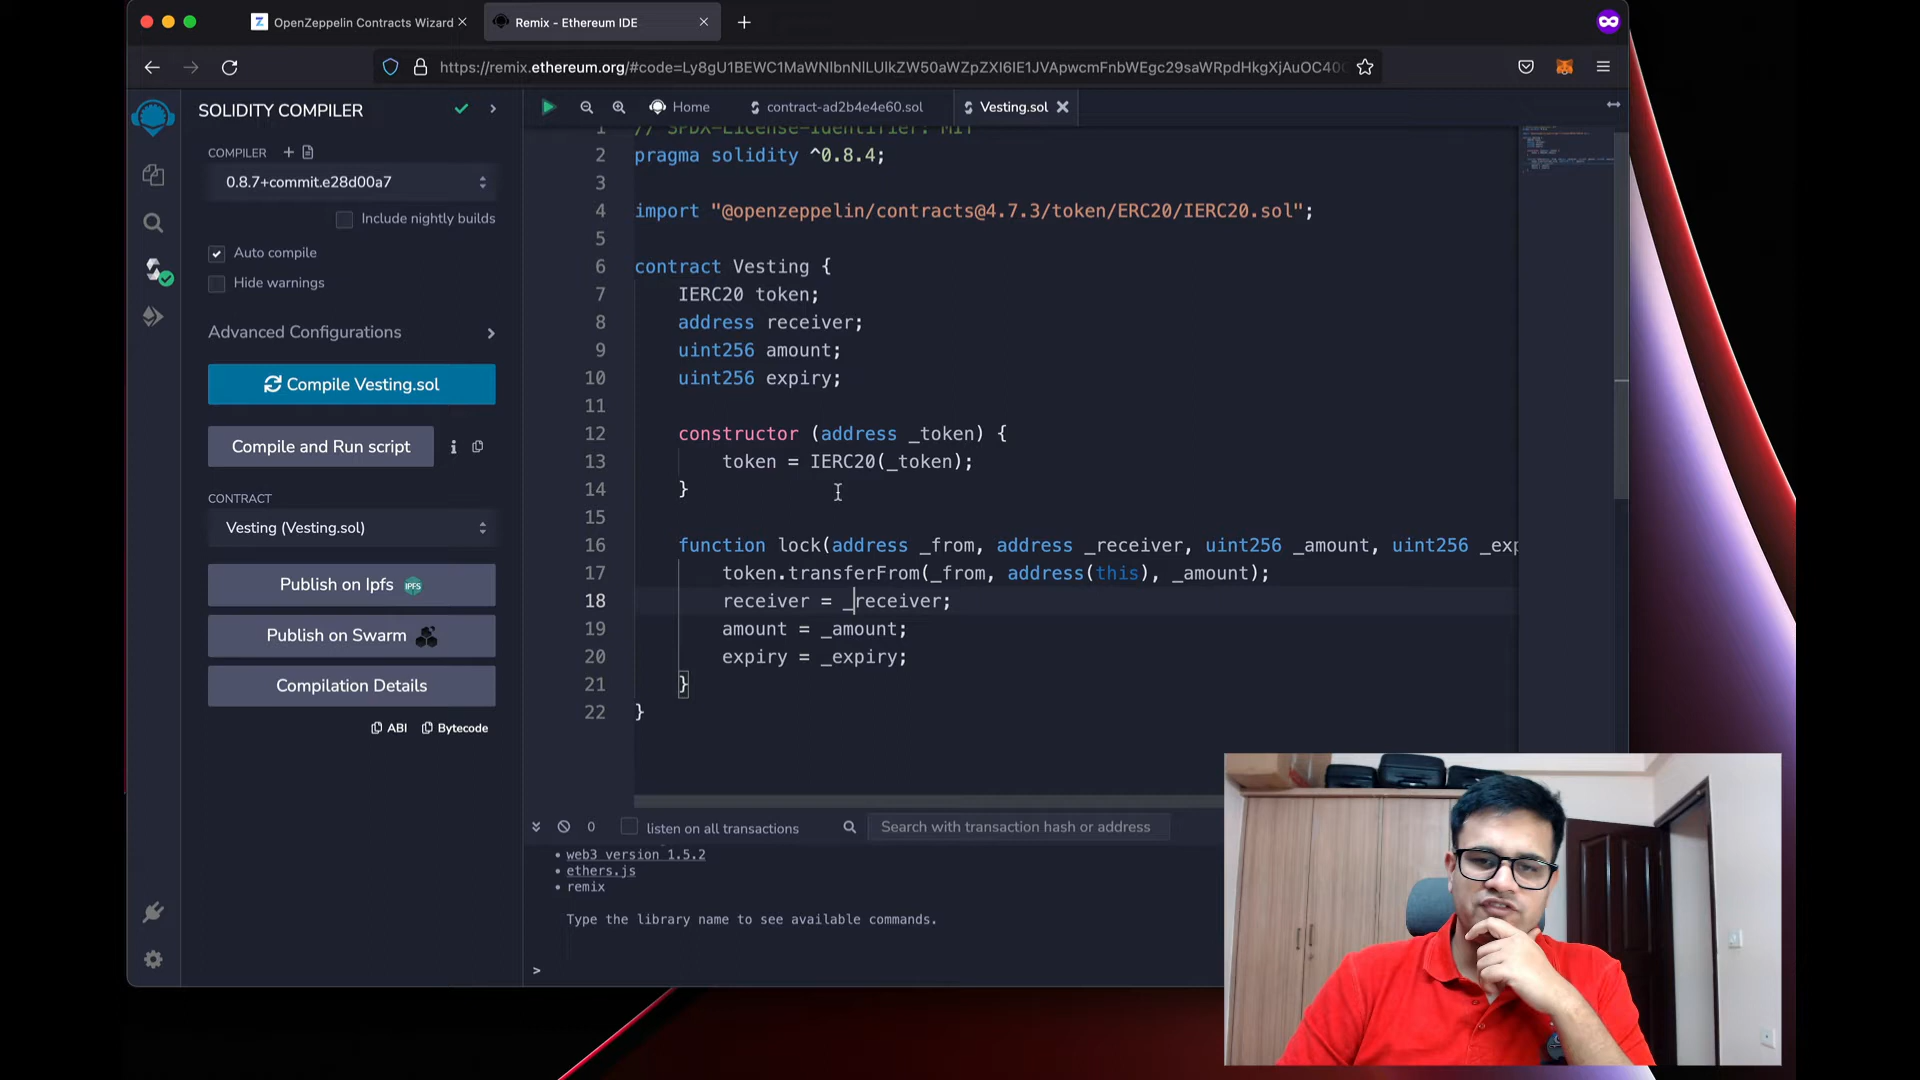 OpenZeppelin Contracts Wizard
Remix - Ethereum IDE
https://remix.ethereum.org/#code=Ly8gU1BEWC1MaWNlbnNlLUlkZW50aWZpZXI6IE1JVApwcmFnbWEgc29saWRpdHkgXjAuOC40O
SOLIDITY COMPILER
COMPILER
0.8.7+commit.e28d00a7
Include nightly builds
Auto compile
Hide warnings
Advanced Configurations
Compile Vesting.sol
Compile and Run script
CONTRACT
Vesting (Vesting.sol)
Publish on Ipfs
IPFS
Publish on Swarm
Compilation Details
ABI Bytecode
Home contract-ad2b4e4e60.sol Vesting.sol
1 // SPDX-License-Identifier: MIT
2 pragma solidity ^0.8.4;
3
4 import "@openzeppelin/contracts@4.7.3/token/ERC20/IERC20.sol";
5
6 contract Vesting {
7 IERC20 token;
8 address receiver;
9 uint256 amount;
10 uint256 expiry;
11
12 constructor (address _token) {
13 token = IERC20(_token);
14 }
15
16 function lock(address _from, address _receiver, uint256 _amount, uint256 _exp
17 token.transferFrom(_from, address(this), _amount);
18 receiver = _receiver;
19 amount = _amount;
20 expiry = _expiry;
21 }
22 }
0 listen on all transactions Search with transaction hash or address
• web3 version 1.5.2
• ethers.js
• remix
Type the library name to see available commands.
>